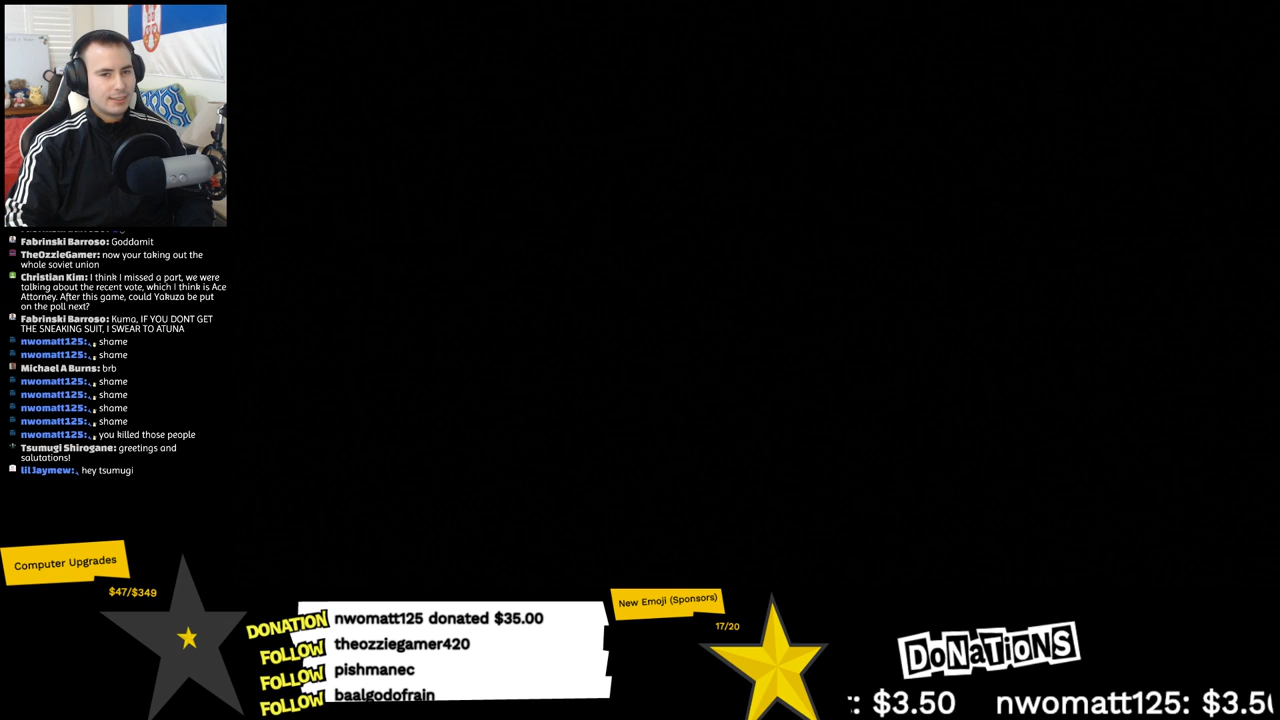 Fabrinski Barroso: Goddamit
TheOzzieGamer: now your taking out the
whole soviet union
Christian Kim: I think I missed a part, we were
talking about the recent vote, which I think is Ace
Attorney. After this game, could Yakuza be put
on the poll next?
Fabrinski Barroso: Kuma, IF YOU DONT GET
THE SNEAKING SUIT, I SWEAR TO ATUNA
nwomatt125: shame
nwomatt125: shame
Michael A Burns: brb
nwomatt125: shame
nwomatt125: shame
nwomatt125: shame
nwomatt125: shame
nwomatt125: you killed those people
Tsumugi Shirogane: greetings and
salutations!
lil Jaymew: hey tsumugi
Computer Upgrades
$47/$349
DONATION nwomatt125 donated $35.00
FOLLOW theozziegamer420
FOLLOW pishmanec
FOLLOW baalgodofrain
New Emoji (Sponsors)
17/20
DoNaTioNS
: $3.50 nwomatt125: $3.5